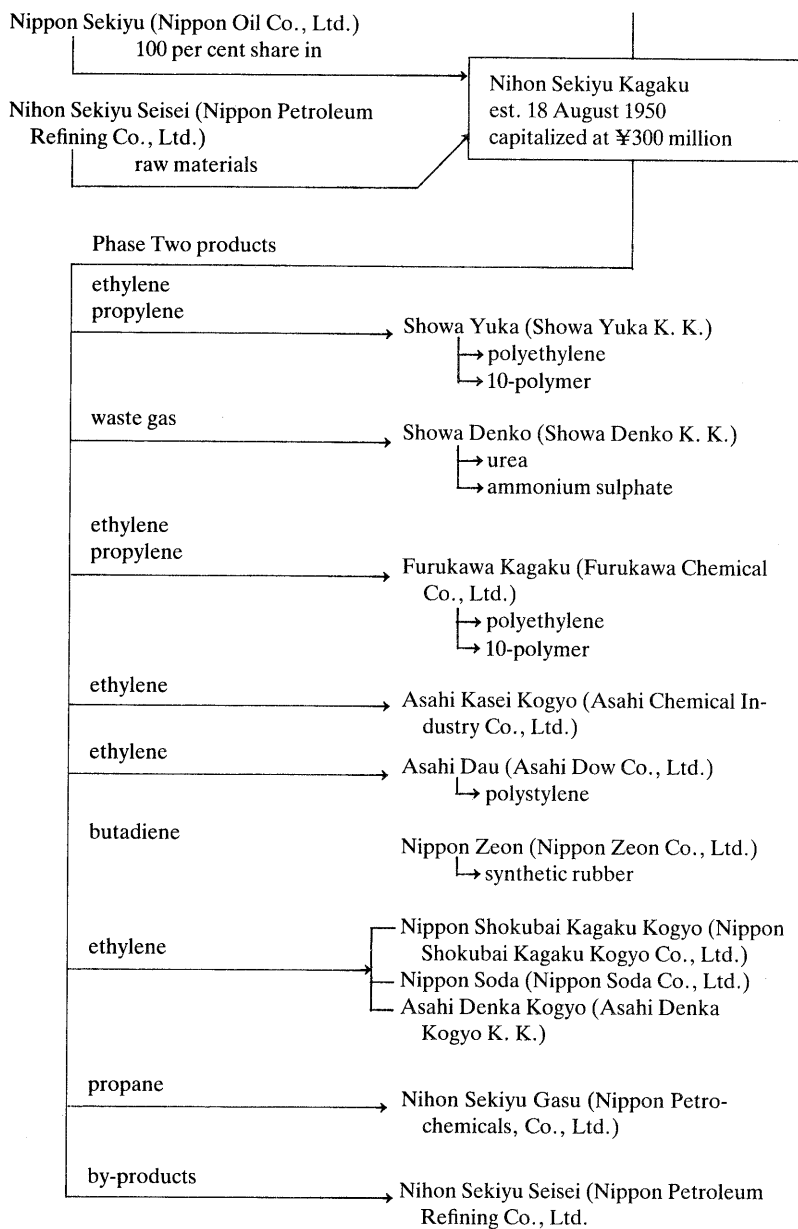 Nippon Sekiyu (Nippon Oil Co., Ltd.)
100 per cent share in
Nihon Sekiyu Seisei (Nippon Petroleum
Refining Co., Ltd.)
raw materials
Nihon Sekiyu Kagaku
est. 18 August 1950
capitalized at ¥300 million
Phase Two products
ethylene
propylene
Showa Yuka (Showa Yuka K. K.)
polyethylene
10-polymer
waste gas
Showa Denko (Showa Denko K. K.)
urea
ammonium sulphate
ethylene
propylene
Furukawa Kagaku (Furukawa Chemical
Co., Ltd.)
polyethylene
10-polymer
ethylene
Asahi Kasei Kogyo (Asahi Chemical In-
dustry Co., Ltd.)
ethylene
Asahi Dau (Asahi Dow Co., Ltd.)
polystylene
butadiene
Nippon Zeon (Nippon Zeon Co., Ltd.)
synthetic rubber
ethylene
Nippon Shokubai Kagaku Kogyo (Nippon
Shokubai Kagaku Kogyo Co., Ltd.)
Nippon Soda (Nippon Soda Co., Ltd.)
Asahi Denka Kogyo (Asahi Denka
Kogyo K. K.)
propane
Nihon Sekiyu Gasu (Nippon Petro-
chemicals, Co., Ltd.)
by-products
Nihon Sekiyu Seisei (Nippon Petroleum
Refining Co., Ltd.